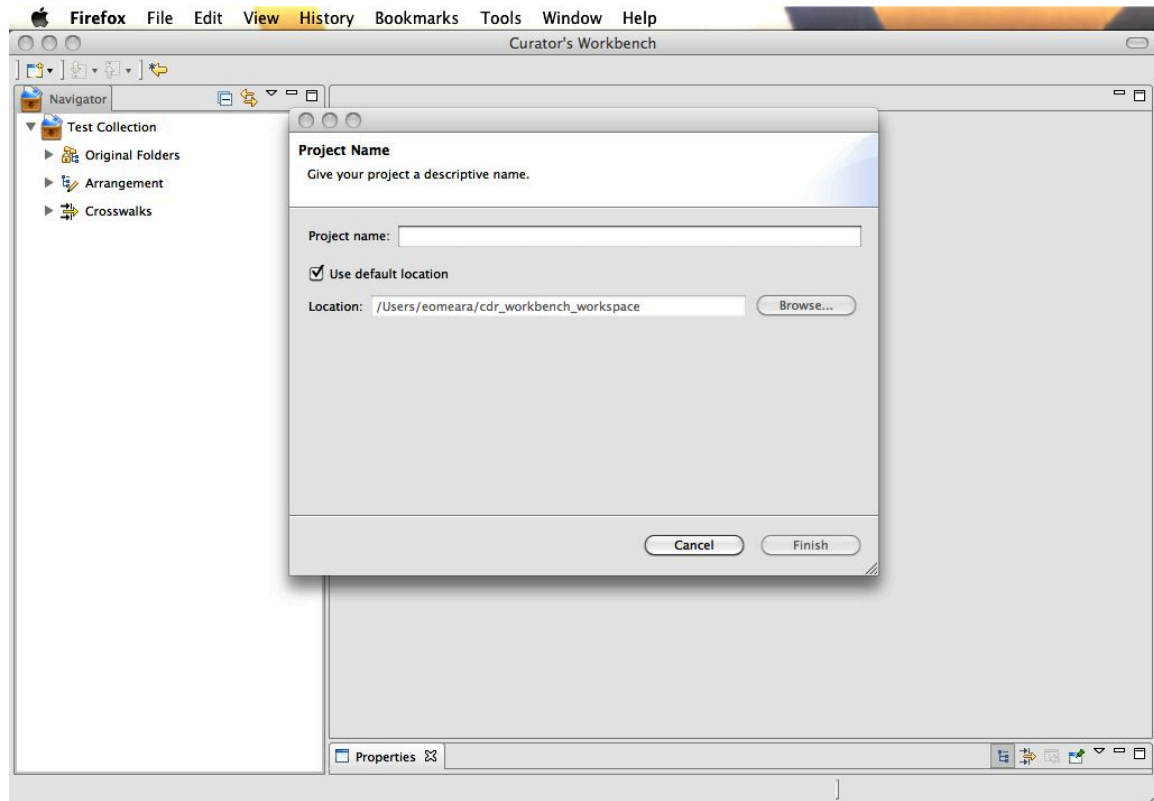 Firefox File Edit View History Bookmarks Tools Window Help
Curator's Workbench
Navigator
Test Collection
Original Folders
Arrangement
Crosswalks
Project Name
Give your project a descriptive name.
Project name:
Use default location
Location: /Users/eomeara/cdr_workbench_workspace Browse...
Cancel Finish
Properties